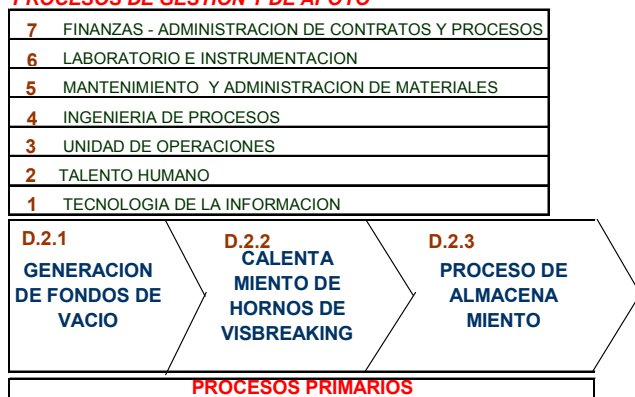 PROCESOS DE GESTION Y DE APOYO
7 FINANZAS - ADMINISTRACION DE CONTRATOS Y PROCESOS
6 LABORATORIO E INSTRUMENTACION
5 MANTENIMIENTO Y ADMINISTRACION DE MATERIALES
4 INGENIERIA DE PROCESOS
3 UNIDAD DE OPERACIONES
2 TALENTO HUMANO
1 TECNOLOGIA DE LA INFORMACION
D.2.1
GENERACION
DE FONDOS DE
VACIO
D.2.2
CALENTA
MIENTO DE
HORNOS DE
VISBREAKING
D.2.3
PROCESO DE
ALMACENA
MIENTO
PROCESOS PRIMARIOS